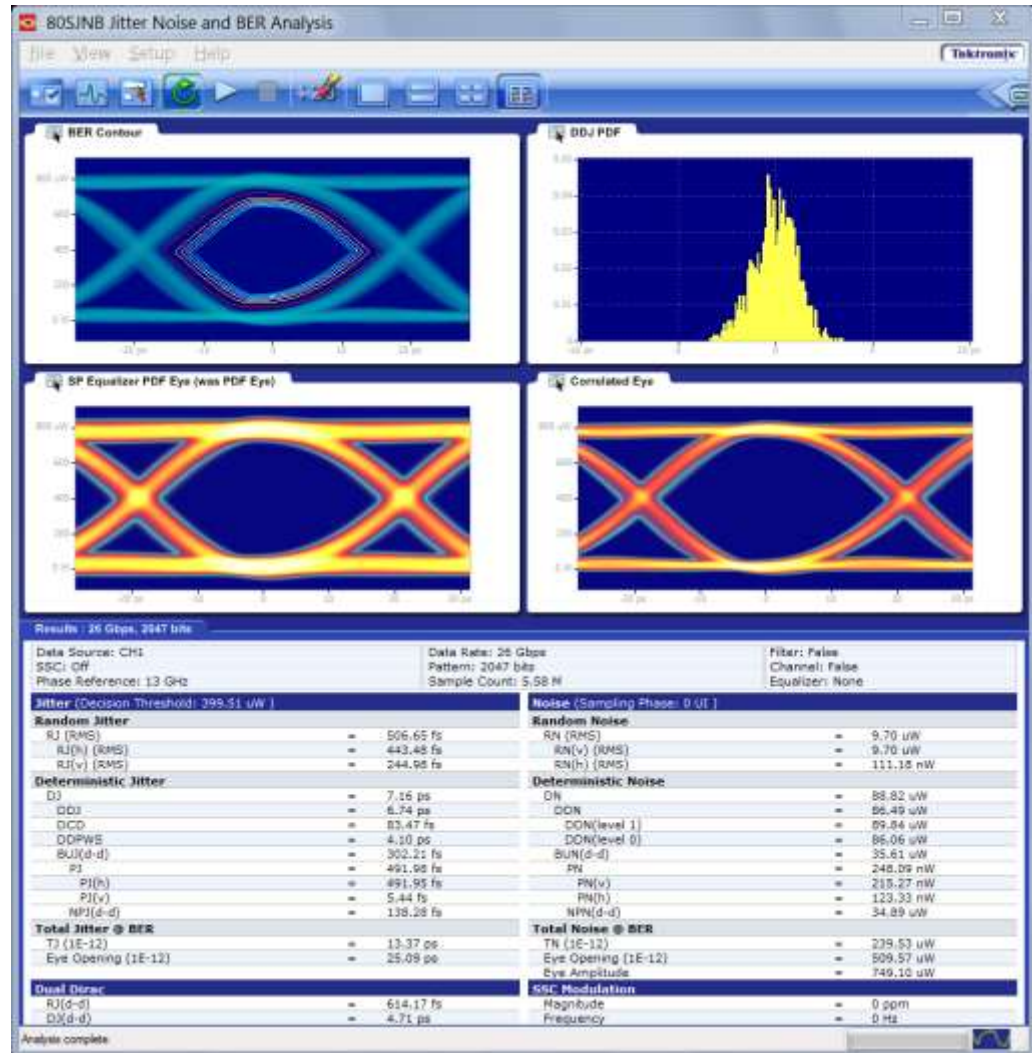 80SJNB Jitter Noise and BER Analysis
File View Setup Help
Tektronix
BER Contour
DDJ PDF
SP Equalizer PDF Eye (was PDF Eye)
Correlated Eye
Results : 26 Gbps, 2047 bits
Data Source: CH1
SSC: Off
Phase Reference: 13 GHz
Data Rate: 26 Gbps
Pattern: 2047 bits
Sample Count: 5.58 M
Filter: False
Channel: False
Equalizer: None
Jitter (Decision Threshold: 399.51 uW )
Random Jitter
RJ (RMS) = 506.65 fs
RJ(h) (RMS) = 443.48 fs
RJ(v) (RMS) = 244.98 fs
Deterministic Jitter
DJ = 7.16 ps
DDJ = 6.74 ps
DCD = 83.47 fs
DDPWS = 4.10 ps
BUJ(d-d) = 302.21 fs
PJ = 491.98 fs
PJ(h) = 491.95 fs
PJ(v) = 5.44 fs
NPJ(d-d) = 138.28 fs
Total Jitter @ BER
TJ (1E-12) = 13.37 ps
Eye Opening (1E-12) = 25.09 ps
Dual Dirac
RJ(d-d) = 614.17 fs
DJ(d-d) = 4.71 ps
Noise (Sampling Phase: 0 UI )
Random Noise
RN (RMS) = 9.70 uW
RN(v) (RMS) = 9.70 uW
RN(h) (RMS) = 111.18 nW
Deterministic Noise
DN = 88.82 uW
DDN = 86.49 uW
DDN(level 1) = 89.84 uW
DDN(level 0) = 86.06 uW
BUN(d-d) = 35.61 uW
PN = 248.09 nW
PN(v) = 215.27 nW
PN(h) = 123.33 nW
NPN(d-d) = 34.89 uW
Total Noise @ BER
TN (1E-12) = 239.53 uW
Eye Opening (1E-12) = 509.57 uW
Eye Amplitude = 749.10 uW
SSC Modulation
Magnitude = 0 ppm
Frequency = 0 Hz
Analysis complete